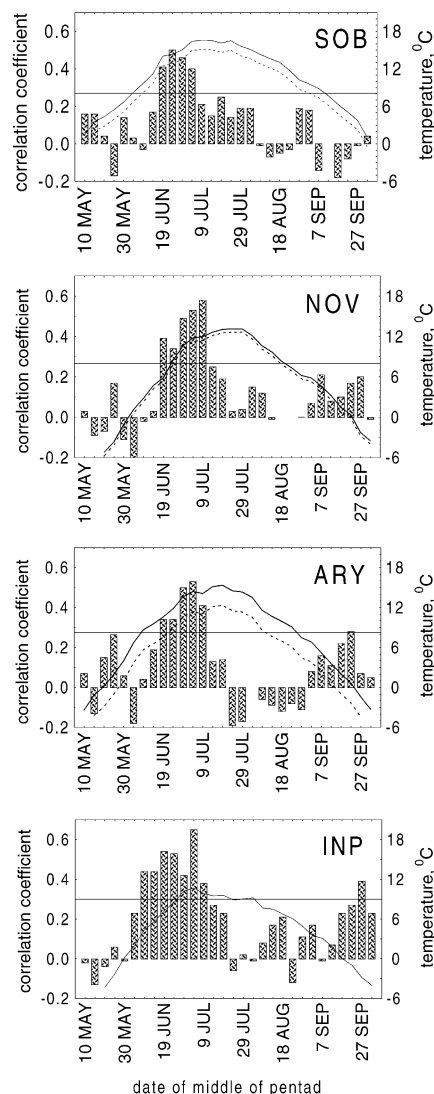 SOB
correlation coefficient
temperature, ⁰C
0.6
0.4
0.2
0.0
-0.2
18
12
6
0
-6
10 MAY
30 MAY
19 JUN
9 JUL
29 JUL
18 AUG
7 SEP
27 SEP
NOV
correlation coefficient
temperature, ⁰C
0.6
0.4
0.2
0.0
-0.2
18
12
6
0
-6
10 MAY
30 MAY
19 JUN
9 JUL
29 JUL
18 AUG
7 SEP
27 SEP
ARY
correlation coefficient
temperature, ⁰C
0.6
0.4
0.2
0.0
-0.2
18
12
6
0
-6
10 MAY
30 MAY
19 JUN
9 JUL
29 JUL
18 AUG
7 SEP
27 SEP
INP
correlation coefficient
temperature, ⁰C
0.6
0.4
0.2
0.0
-0.2
18
12
6
0
-6
10 MAY
30 MAY
19 JUN
9 JUL
29 JUL
18 AUG
7 SEP
27 SEP
date of middle of pentad